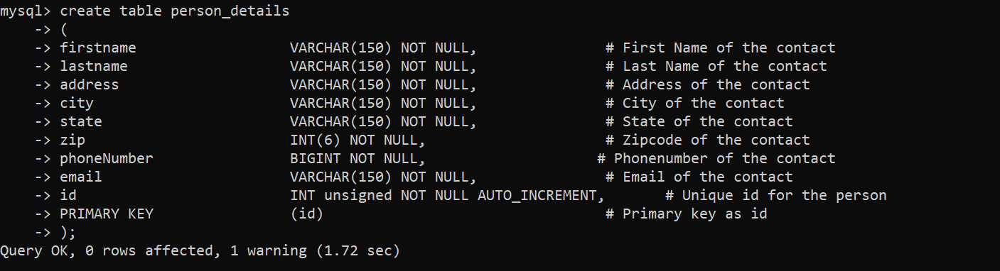 mysql> create table person_details
    -> (
    -> firstname                  VARCHAR(150) NOT NULL,               # First Name of the contact
    -> lastname                   VARCHAR(150) NOT NULL,               # Last Name of the contact
    -> address                    VARCHAR(150) NOT NULL,               # Address of the contact
    -> city                       VARCHAR(150) NOT NULL,               # City of the contact
    -> state                      VARCHAR(150) NOT NULL,               # State of the contact
    -> zip                        INT(6) NOT NULL,                     # Zipcode of the contact
    -> phoneNumber                BIGINT NOT NULL,                    # Phonenumber of the contact
    -> email                      VARCHAR(150) NOT NULL,               # Email of the contact
    -> id                         INT unsigned NOT NULL AUTO_INCREMENT,       # Unique id for the person
    -> PRIMARY KEY                (id)                                 # Primary key as id
    -> );
Query OK, 0 rows affected, 1 warning (1.72 sec)